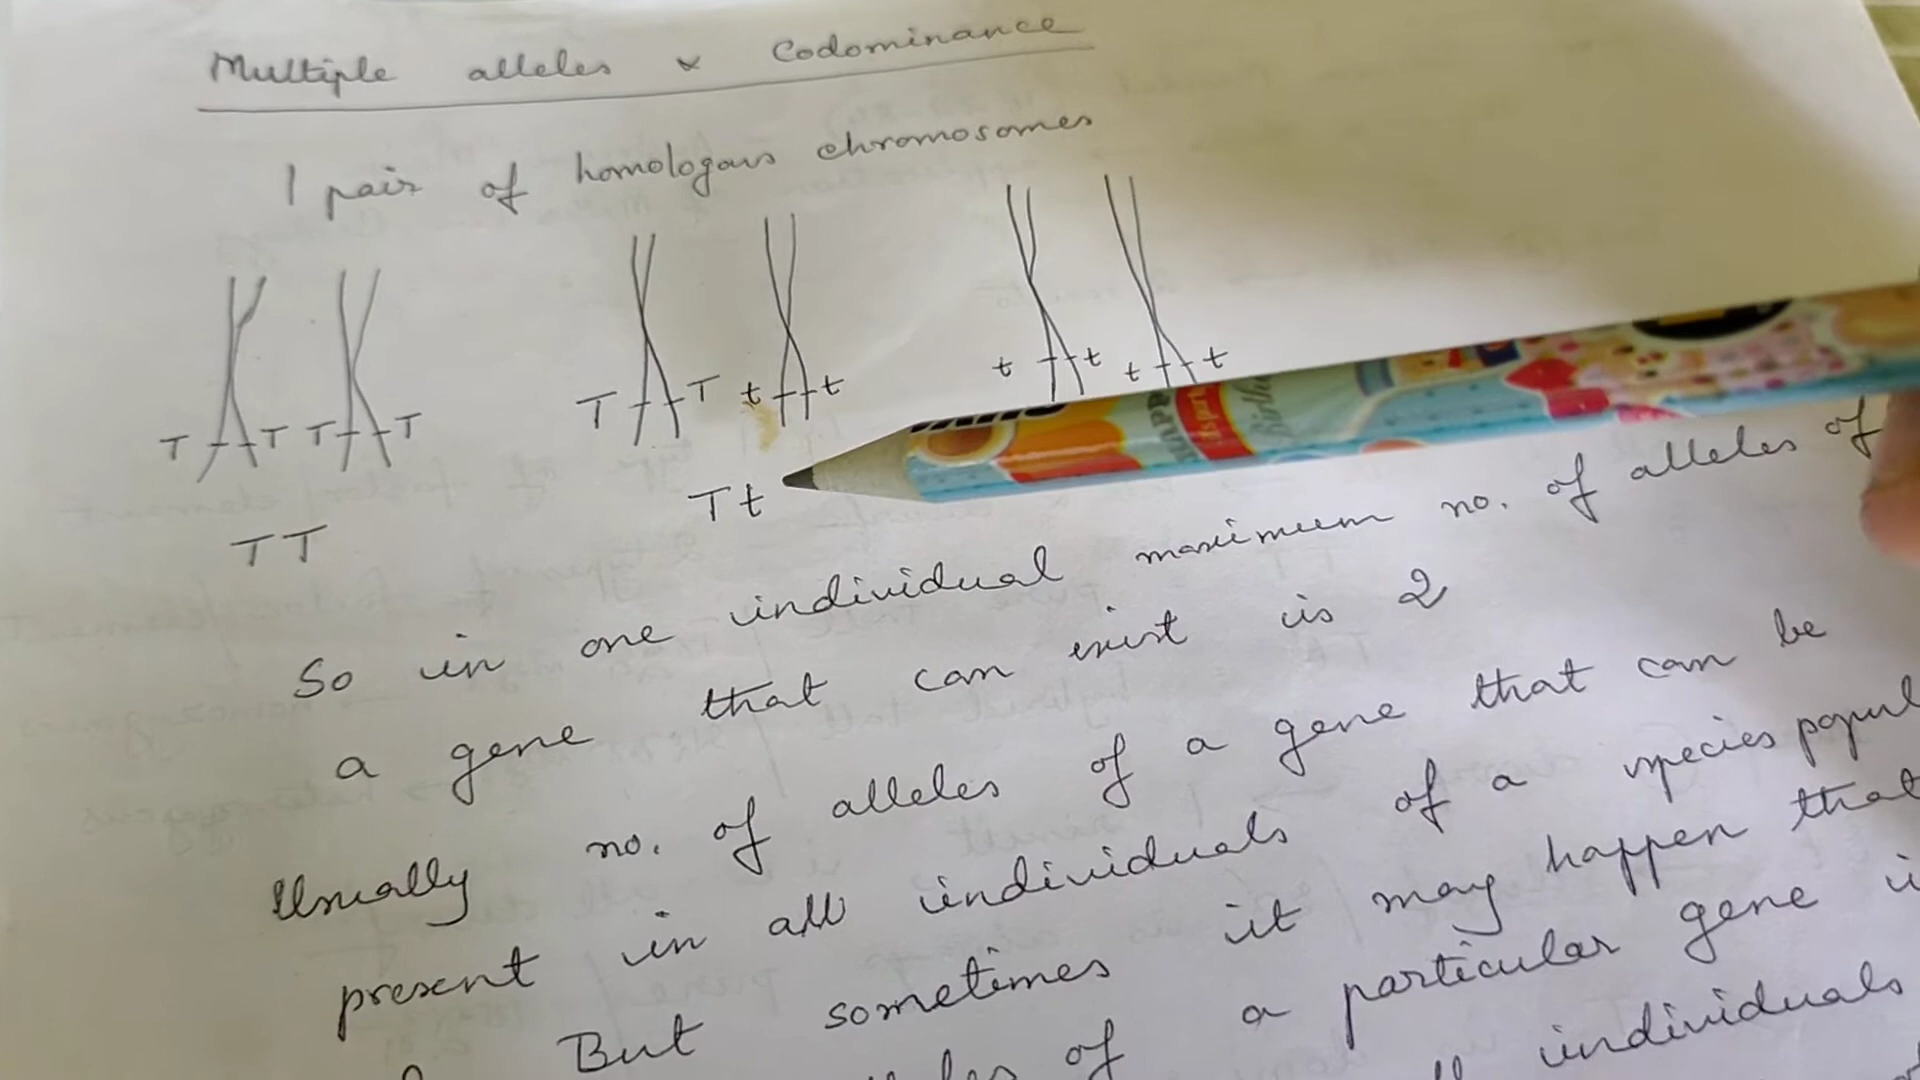 Multiple alleles & Codominance
1 pair of homologous chromosomes
T T T T T T t t t t t t
TT Tt
So in one individual maximum no. of alleles of
a gene that can exist is 2
Usually no. of alleles of a gene that can be
present in all individuals of a species popul
But sometimes it may happen that
of a particular gene i
individuals